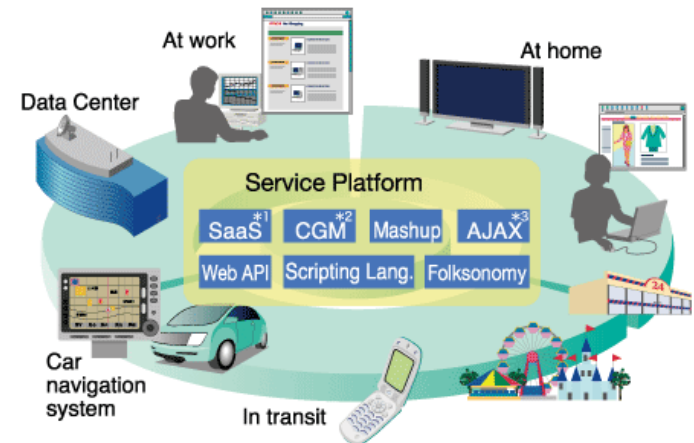 At work
At home
Data Center
Service Platform
SaaS*1
CGM*2
Mashup
AJAX*3
Web API
Scripting Lang.
Folksonomy
24
Car
navigation
system
In transit